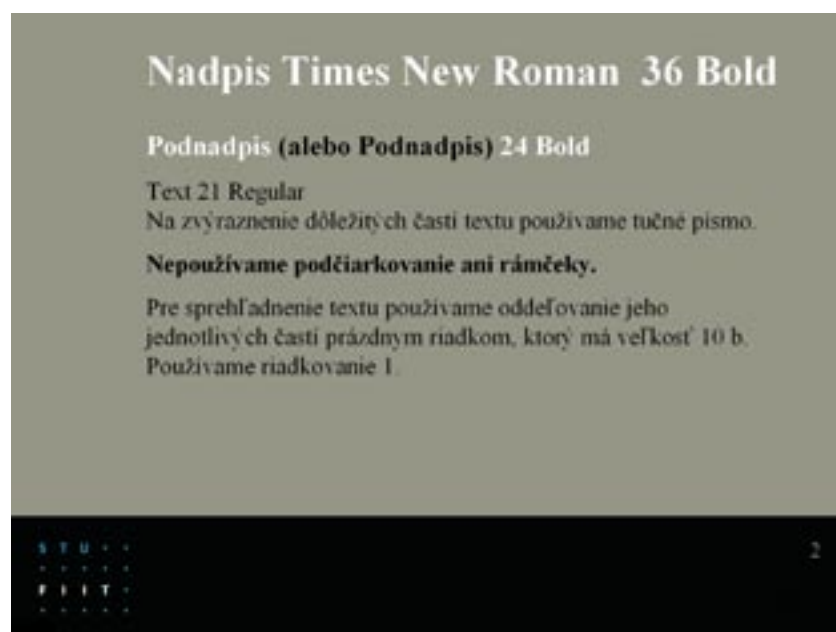 Nadpis Times New Roman 36 Bold
Podnadpis (alebo Podnadpis) 24 Bold
Text 21 Regular
Na zvýraznenie dôležitých častí textu používame tučné písmo.
Nepoužívame podčiarkovanie ani rámčeky.
Pre sprehľadnenie textu používame oddeľovanie jeho
jednotlivých častí prázdnym riadkom, ktorý má veľkosť 10 b.
Používame riadkovanie 1.
S T U
F I I T
2